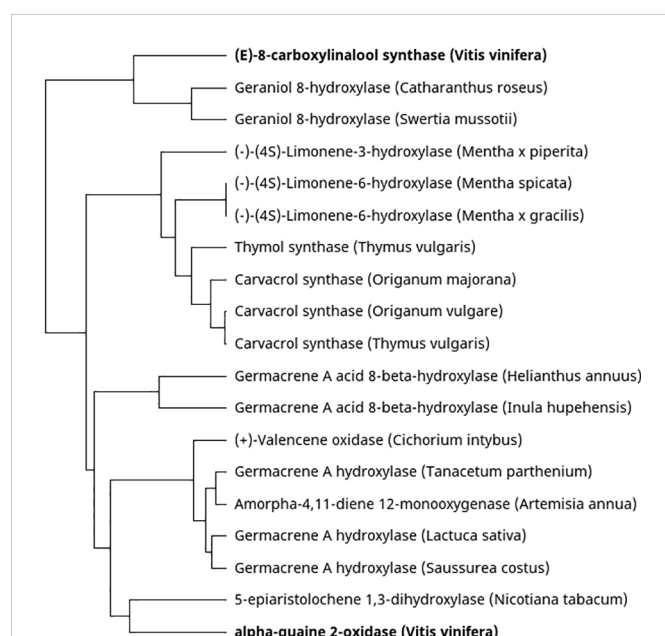 (E)-8-carboxylinalool synthase (Vitis vinifera)
Geraniol 8-hydroxylase (Catharanthus roseus)
Geraniol 8-hydroxylase (Swertia mussotii)
(-)-(4S)-Limonene-3-hydroxylase (Mentha x piperita)
(-)-(4S)-Limonene-6-hydroxylase (Mentha spicata)
(-)-(4S)-Limonene-6-hydroxylase (Mentha x gracilis)
Thymol synthase (Thymus vulgaris)
Carvacrol synthase (Origanum majorana)
Carvacrol synthase (Origanum vulgare)
Carvacrol synthase (Thymus vulgaris)
Germacrene A acid 8-beta-hydroxylase (Helianthus annuus)
Germacrene A acid 8-beta-hydroxylase (Inula hupehensis)
(+)-Valencene oxidase (Cichorium intybus)
Germacrene A hydroxylase (Tanacetum parthenium)
Amorpha-4,11-diene 12-monooxygenase (Artemisia annua)
Germacrene A hydroxylase (Lactuca sativa)
Germacrene A hydroxylase (Saussurea costus)
5-epiaristolochene 1,3-dihydroxylase (Nicotiana tabacum)
alpha-guaine 2-oxidase (Vitis vinifera)